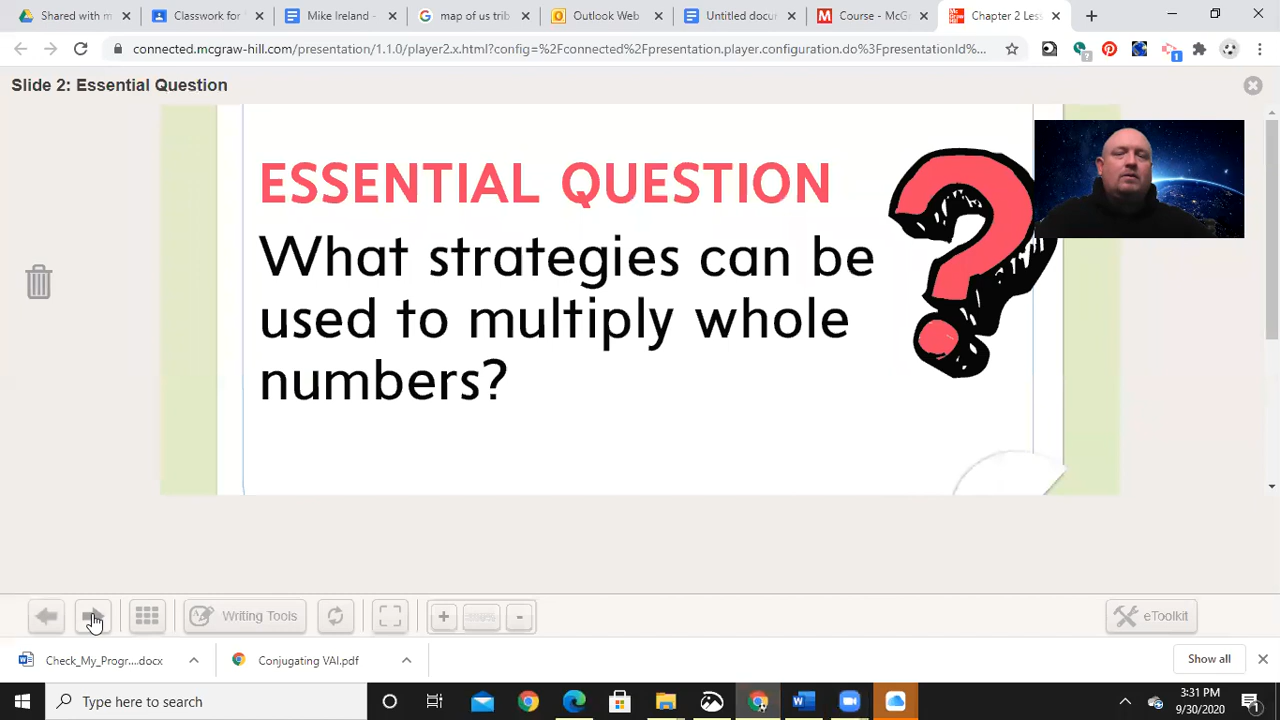 Shared with m
Classwork for
Mike Ireland -
map of us trib
Outlook Web
Untitled docu
Course - McG
Chapter 2 Less
connected.mcgraw-hill.com/presentation/1.1.0/player2.x.html?config=%2Fconnected%2Fpresentation.player.configuration.do%3FpresentationId%...
Slide 2: Essential Question
ESSENTIAL QUESTION
What strategies can be
used to multiply whole
numbers?
Writing Tools
+
-
eToolkit
Check_My_Progr....docx
Conjugating VAI.pdf
Show all
Type here to search
3:31 PM
9/30/2020